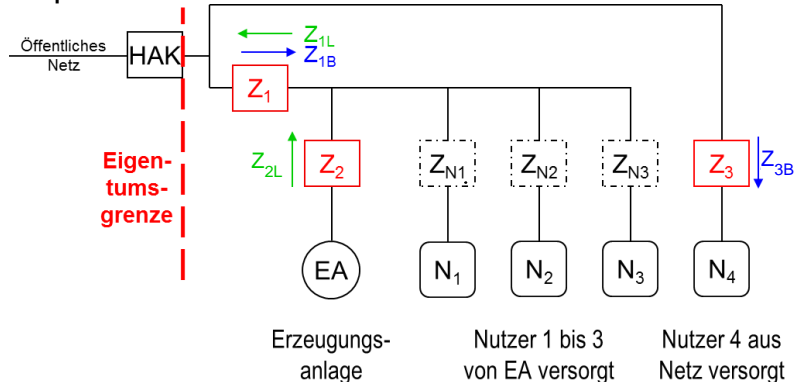 Öffentliches
Netz
HAK
Z1L
Z1B
Z1
Eigen-
tums-
grenze
Z2L
Z2
ZN1
ZN2
ZN3
Z3
Z3B
EA
N1
N2
N3
N4
Erzeugungs-
anlage
Nutzer 1 bis 3
von EA versorgt
Nutzer 4 aus
Netz versorgt